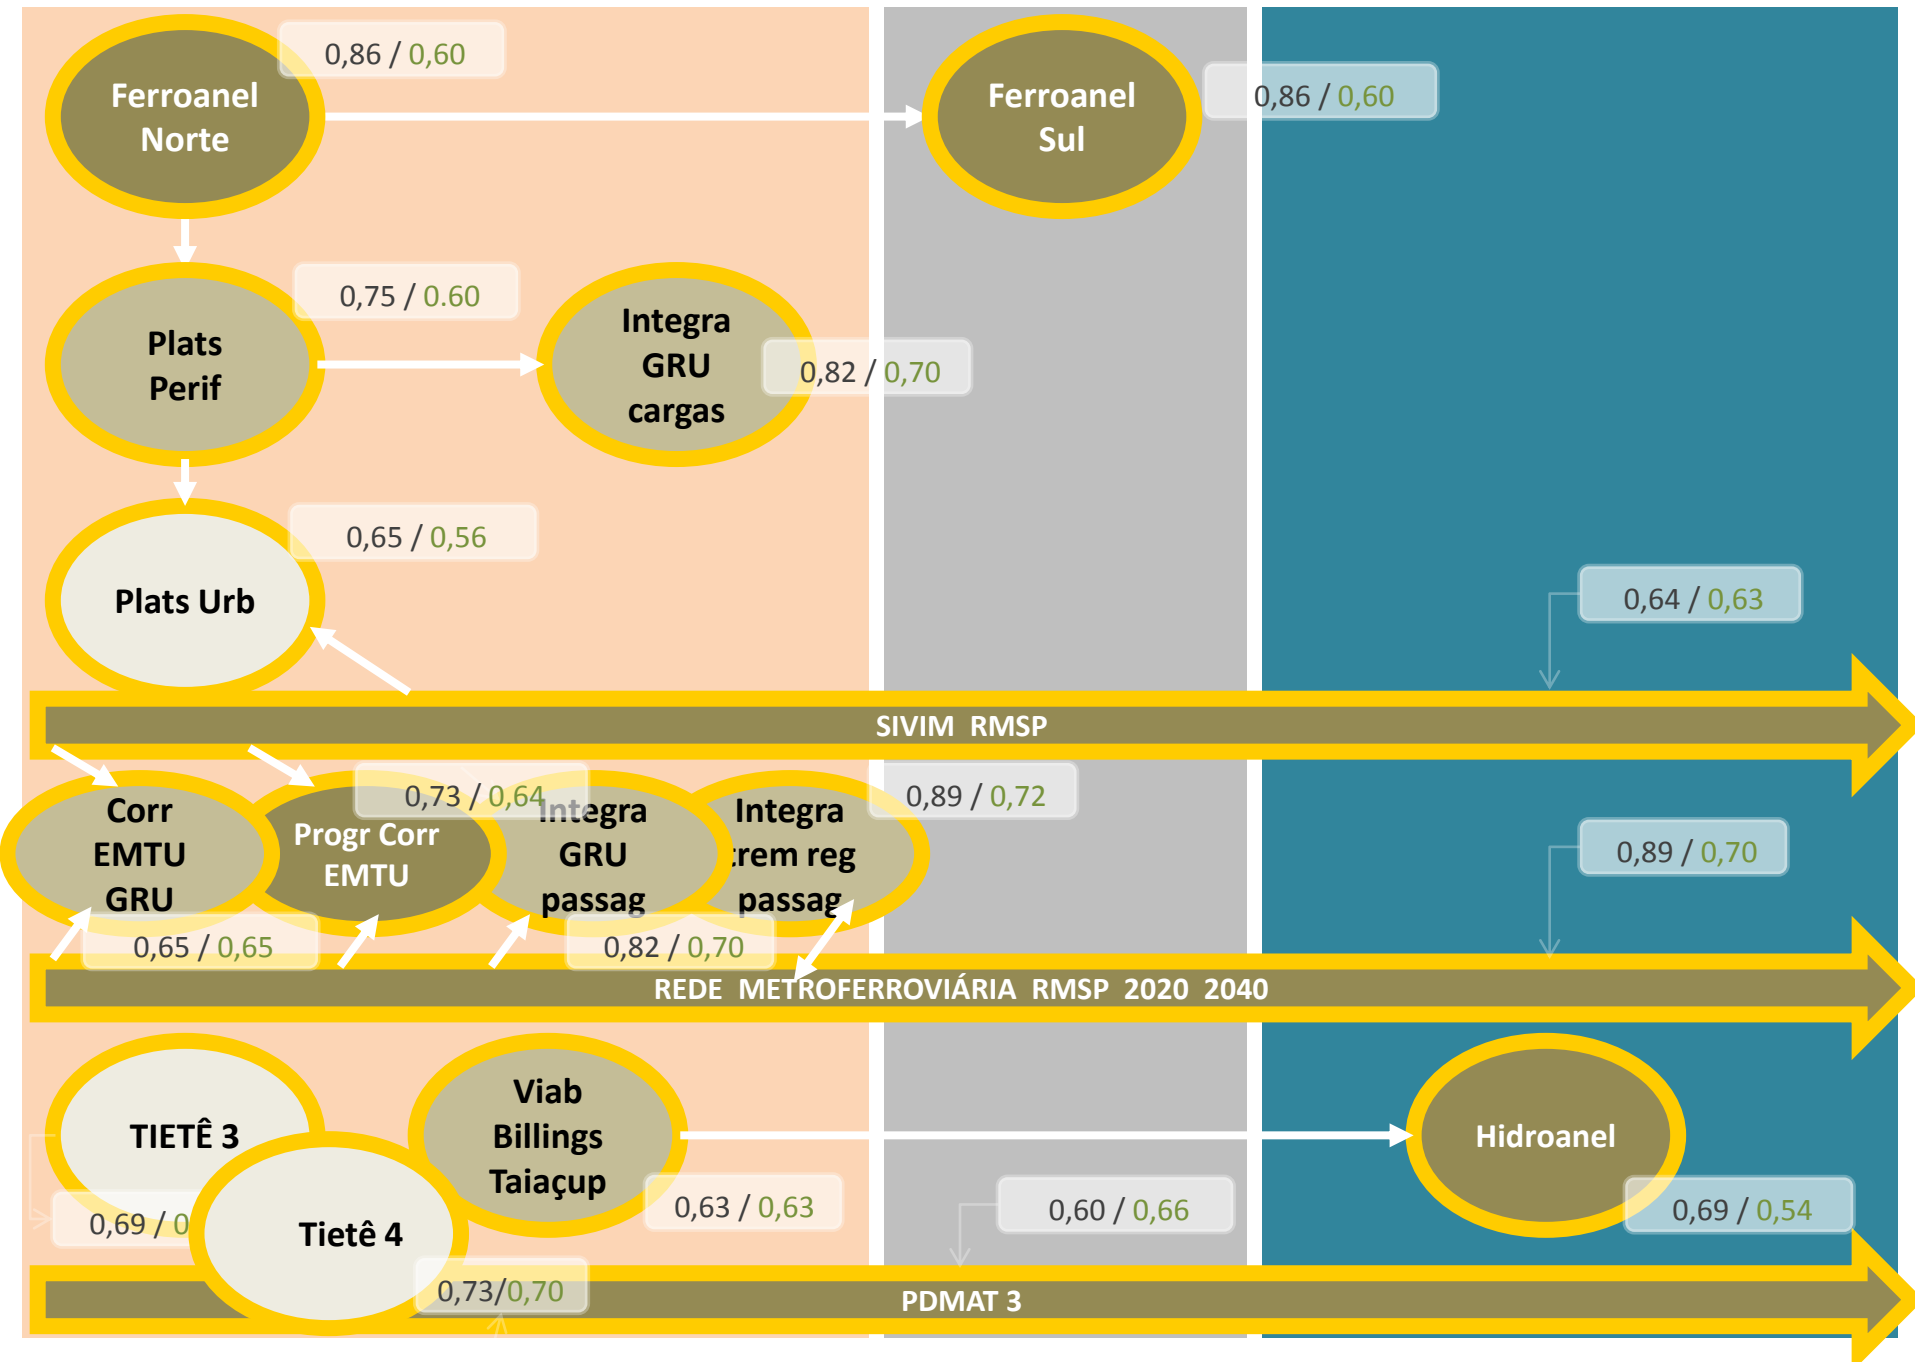 0,86 / 0,60
Ferroanel
Norte
Ferroanel
Sul
0,86 / 0,60
0,75 / 0.60
Plats
Perif
Integra
GRU
cargas
0,82 / 0,70
0,65 / 0,56
Plats Urb
0,64 / 0,63
SIVIM RMSP
Corr
EMTU
GRU
0,73 / 0,64
Progr Corr
EMTU
Integra
GRU
passag
Integra
trem reg
passag
0,89 / 0,72
0,89 / 0,70
0,65 / 0,65
0,82 / 0,70
REDE METROFERROVIÁRIA RMSP 2020 2040
TIETÊ 3
Viab
Billings
Taiaçup
Hidroanel
0,69 / 0
Tietê 4
0,63 / 0,63
0,60 / 0,66
0,69 / 0,54
0,73/0,70
PDMAT 3